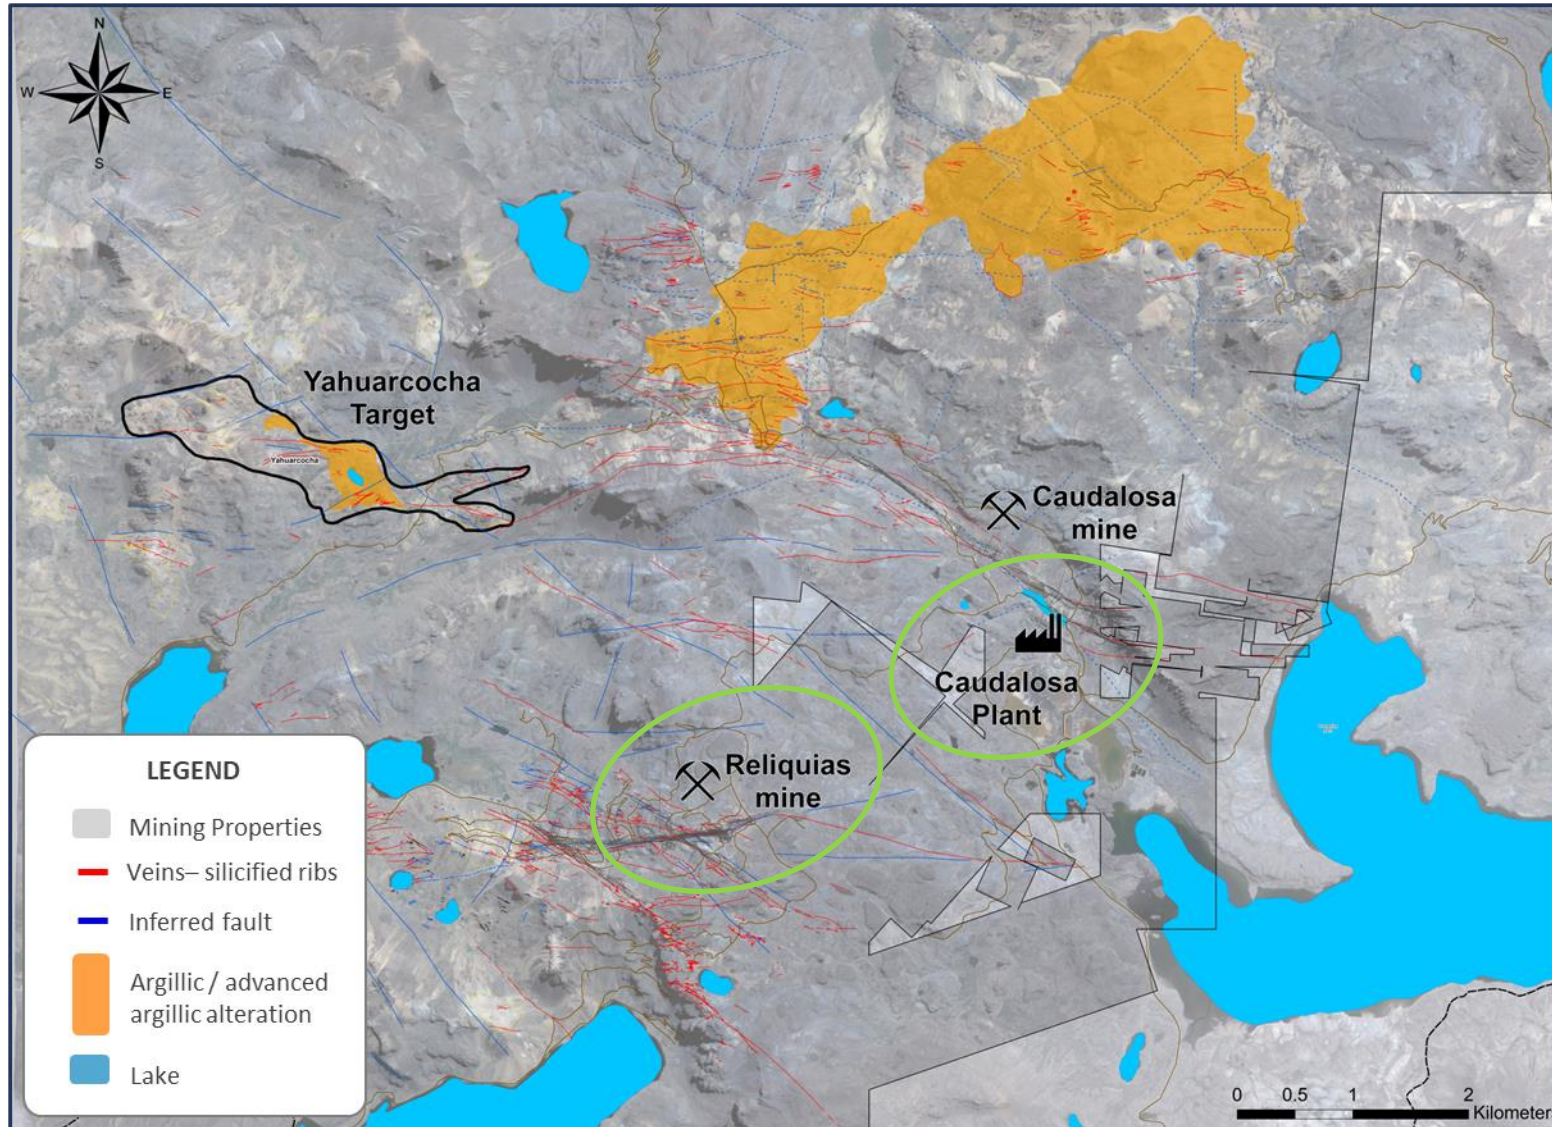 N
W
E
S
Yahuarcocha
Target
Yahuarcocha
Caudalosa
mine
Caudalosa
Plant
Reliquias
mine
LEGEND
Mining Properties
Veins– silicified ribs
Inferred fault
Argillic / advanced
argillic alteration
Lake
0 0.5 1 2
Kilometer